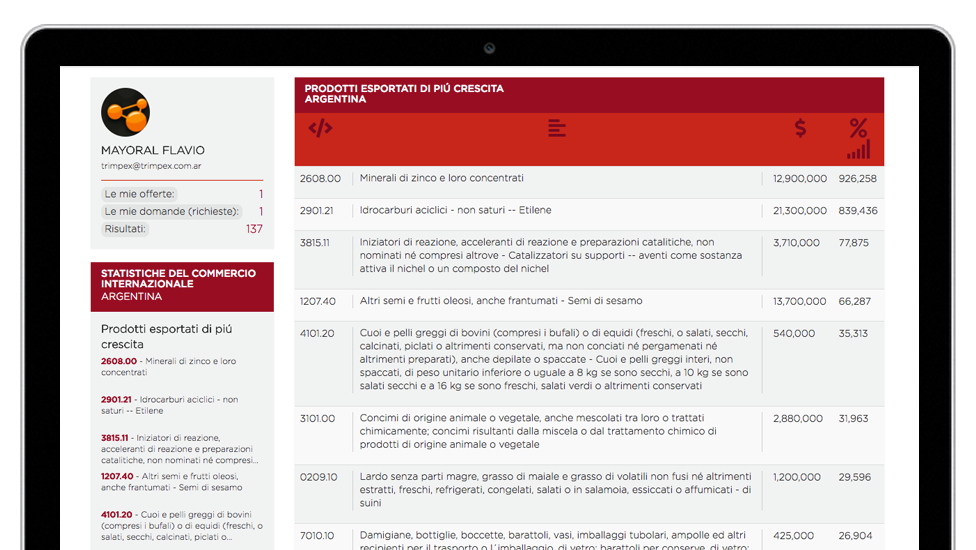 MAYORAL FLAVIO
trimpex@trimpex.com.ar
Le mie offerte: 1
Le mie domande (richieste): 1
Risultati: 137
STATISTICHE DEL COMMERCIO
INTERNAZIONALE
ARGENTINA
Prodotti esportati di piú
crescita
2608.00 - Minerali di zinco e loro
concentrati
2901.21 - Idrocarburi aciclici - non
saturi -- Etilene
3815.11 - Iniziatori di reazione,
acceleranti di reazione e preparazioni
catalitiche, non nominati né compresi...
1207.40 - Altri semi e frutti oleosi,
anche frantumati - Semi di sesamo
4101.20 - Cuoi e pelli greggi di bovini
(compresi i bufali) o di equidi (freschi, o
salati, secchi, calcinati, piclati o...
PRODOTTI ESPORTATI DI PIÚ CRESCITA
ARGENTINA
</> $ %
2608.00 Minerali di zinco e loro concentrati 12,900,000 926,258
2901.21 Idrocarburi aciclici - non saturi -- Etilene 21,300,000 839,436
3815.11 Iniziatori di reazione, acceleranti di reazione e preparazioni catalitiche, non 3,710,000 77,875
nominati né compresi altrove - Catalizzatori su supporti -- aventi come sostanza
attiva il nichel o un composto del nichel
1207.40 Altri semi e frutti oleosi, anche frantumati - Semi di sesamo 13,700,000 66,287
4101.20 Cuoi e pelli greggi di bovini (compresi i bufali) o di equidi (freschi, o salati, secchi, 540,000 35,313
calcinati, piclati o altrimenti conservati, ma non conciati né pergamenati né
altrimenti preparati), anche depilate o spaccate - Cuoi e pelli greggi interi, non
spaccati, di peso unitario inferiore o uguale a 8 kg se sono secchi, a 10 kg se sono
salati secchi e a 16 kg se sono freschi, salati verdi o altrimenti conservati
3101.00 Concimi di origine animale o vegetale, anche mescolati tra loro o trattati 2,880,000 31,963
chimicamente; concimi risultanti dalla miscela o dal trattamento chimico di
prodotti di origine animale o vegetale
0209.10 Lardo senza parti magre, grasso di maiale e grasso di volatili non fusi né altrimenti 1,200,000 29,596
estratti, freschi, refrigerati, congelati, salati o in salamoia, essiccati o affumicati - di
suini
7010.10 Damigiane, bottiglie, boccette, barattoli, vasi, imballaggi tubolari, ampolle ed altri 425,000 26,904
recipienti per il trasporto o l´imballaggio, di vetro; barattoli per conserve, di vetro;